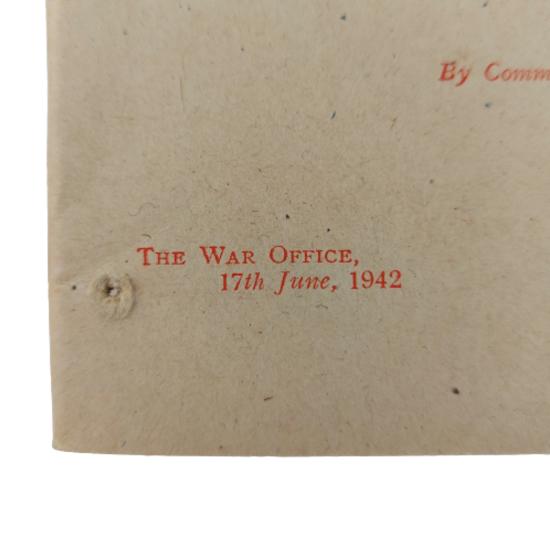 By Comm
THE WAR OFFICE,
17th June, 1942